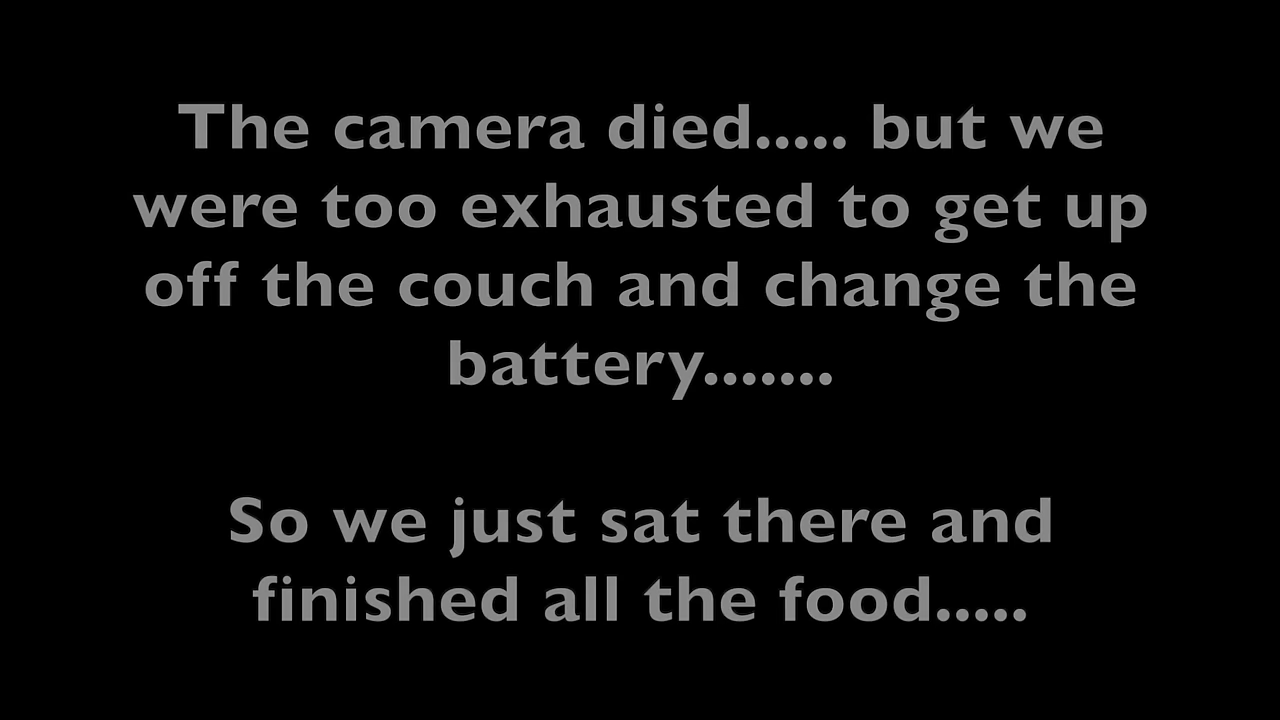 The camera died..... but we
were too exhausted to get up
off the couch and change the
battery.......
So we just sat there and
finished all the food.....